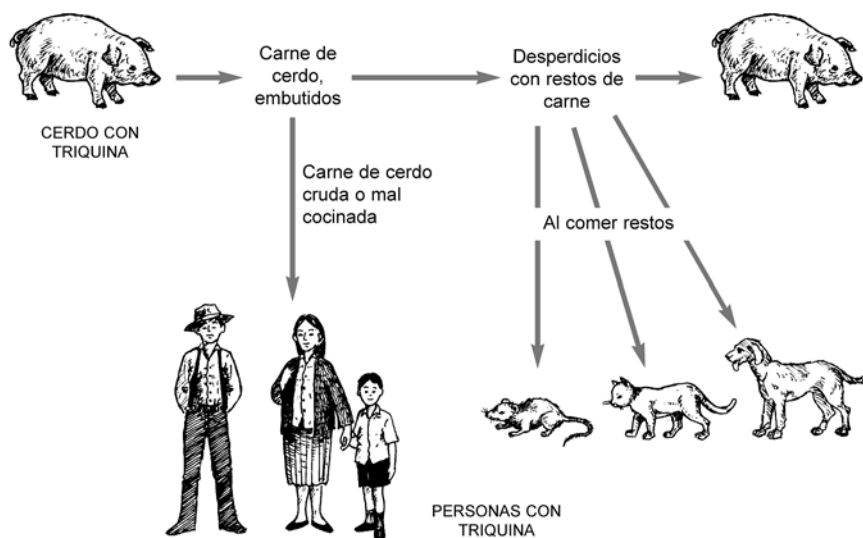 Carne de
cerdo,
embutidos
Desperdicios
con restos de
carne
CERDO CON
TRIQUINA
Carne de cerdo
cruda o mal
cocinada
Al comer restos
PERSONAS CON
TRIQUINA